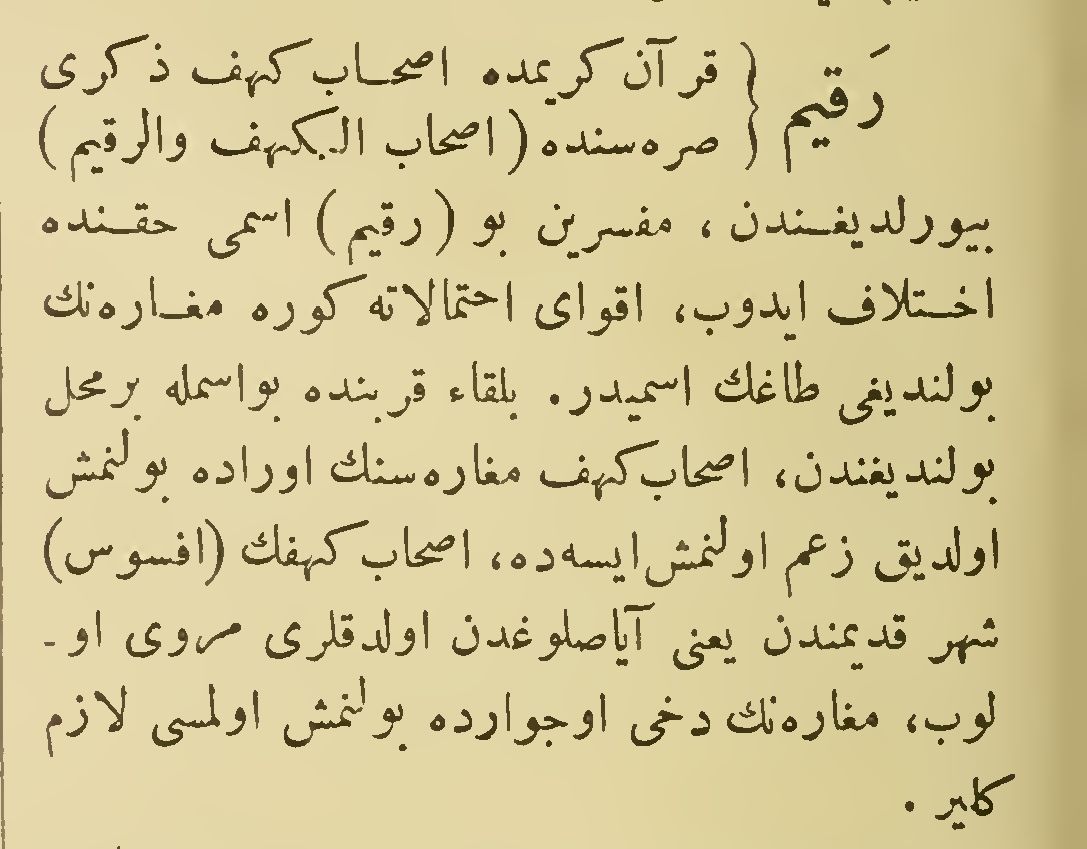 رَقيم { قرآن كريمده اصحاب كهف ذكرى
صره‌سنده (اصحاب الكهف والرقيم)
بيورلديغندن ، مفسرين بو (رقيم) اسمى حقنده
اختلاف ايدوب، اقواى احتمالاته كوره مغاره‌نك
بولنديغى طاغك اسميدر. بلقاء قربنده بواسمله برمحل
بولنديغندن، اصحاب كهف مغاره‌سنك اوراده بولنمش
اولديق زعم اولنمش ايسه‌ده، اصحاب كهفك (افسوس)
شهر قديمندن يعنى آياصلوغدن اولدقلرى مروى او-
لوب، مغاره‌نك دخى اوجوارده بولنمش اولمسى لازم
كلير .